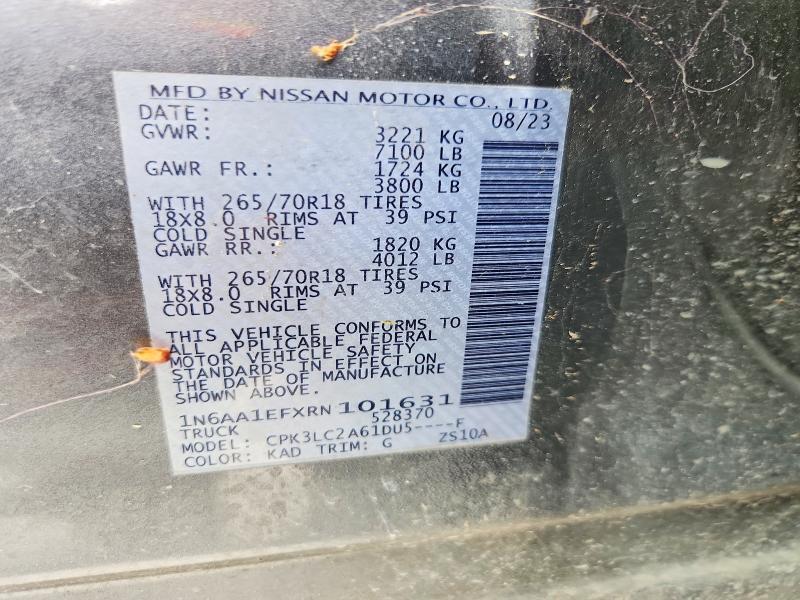 MFD BY NISSAN MOTOR CO., LTD.
DATE: 08/23
GVWR: 3221 KG
7100 LB
GAWR FR.: 1724 KG
3800 LB
WITH 265/70R18 TIRES
18X8.0 RIMS AT 39 PSI
COLD SINGLE
GAWR RR.: 1820 KG
4012 LB
WITH 265/70R18 TIRES
18X8.0 RIMS AT 39 PSI
COLD SINGLE
THIS VEHICLE CONFORMS TO
ALL APPLICABLE FEDERAL
MOTOR VEHICLE SAFETY
STANDARDS IN EFFECT ON
THE DATE OF MANUFACTURE
SHOWN ABOVE.
1N6AA1EFXRN101631
TRUCK 528370
MODEL: CPK3LC2A61DU5----F
COLOR: KAD TRIM: G ZS10A